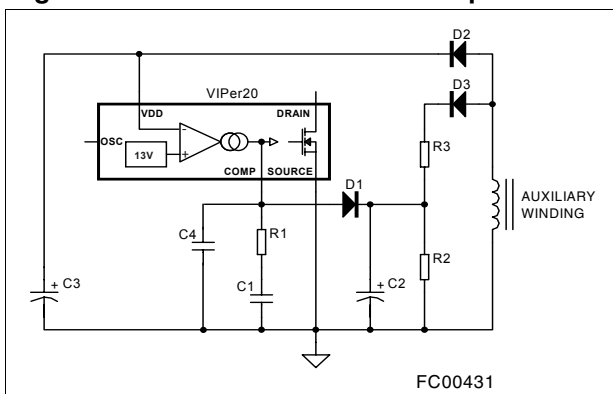 D2
D3
VIPer20
VDD
DRAIN
OSC
-
13V
+
COMP SOURCE
R3
D1
AUXILIARY
WINDING
C4
R1
R2
+ C3
C1
+ C2
FC00431